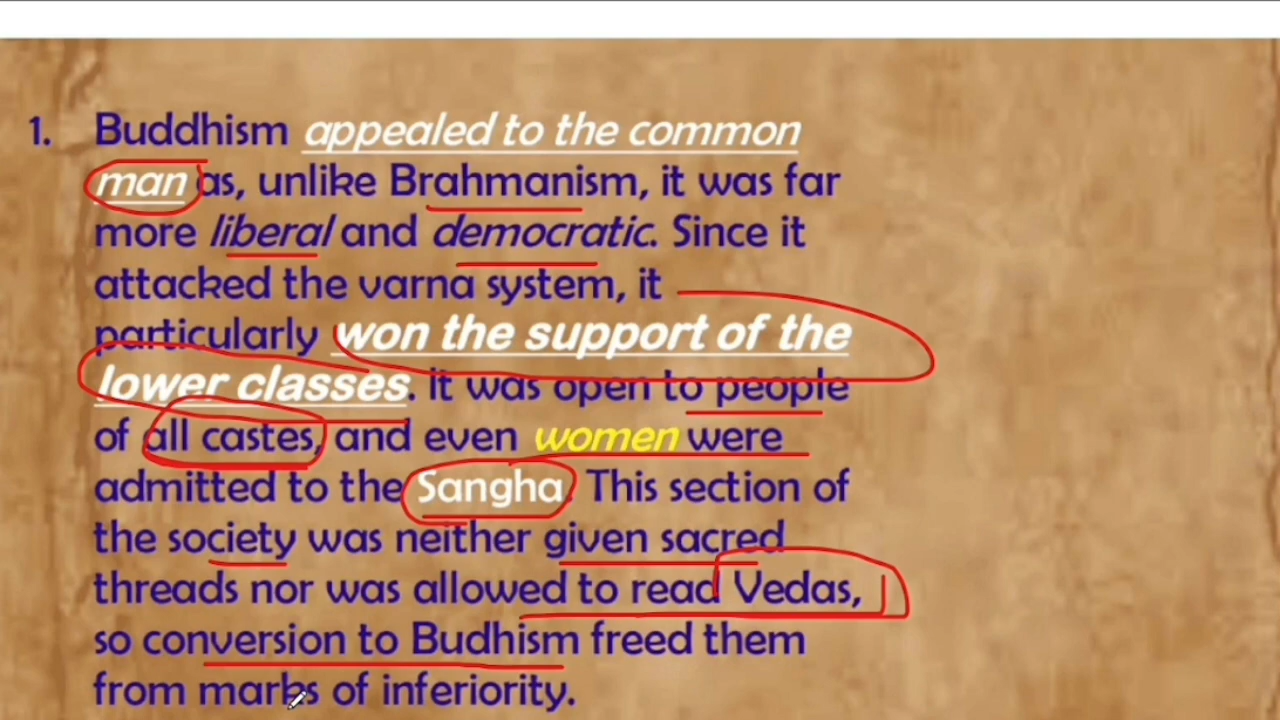 1. Buddhism appealed to the common
man as, unlike Brahmanism, it was far
more liberal and democratic. Since it
attacked the varna system, it
particularly won the support of the
lower classes. It was open to people
of all castes, and even women were
admitted to the Sangha. This section of
the society was neither given sacred
threads nor was allowed to read Vedas,
so conversion to Budhism freed them
from marks of inferiority.